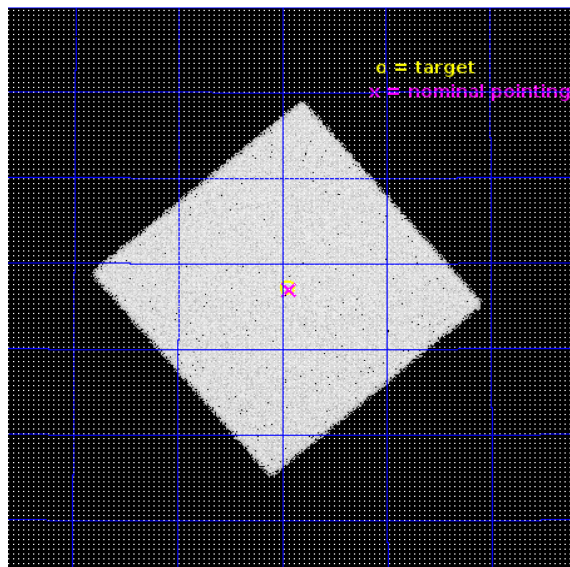 o = target
x = nominal pointing